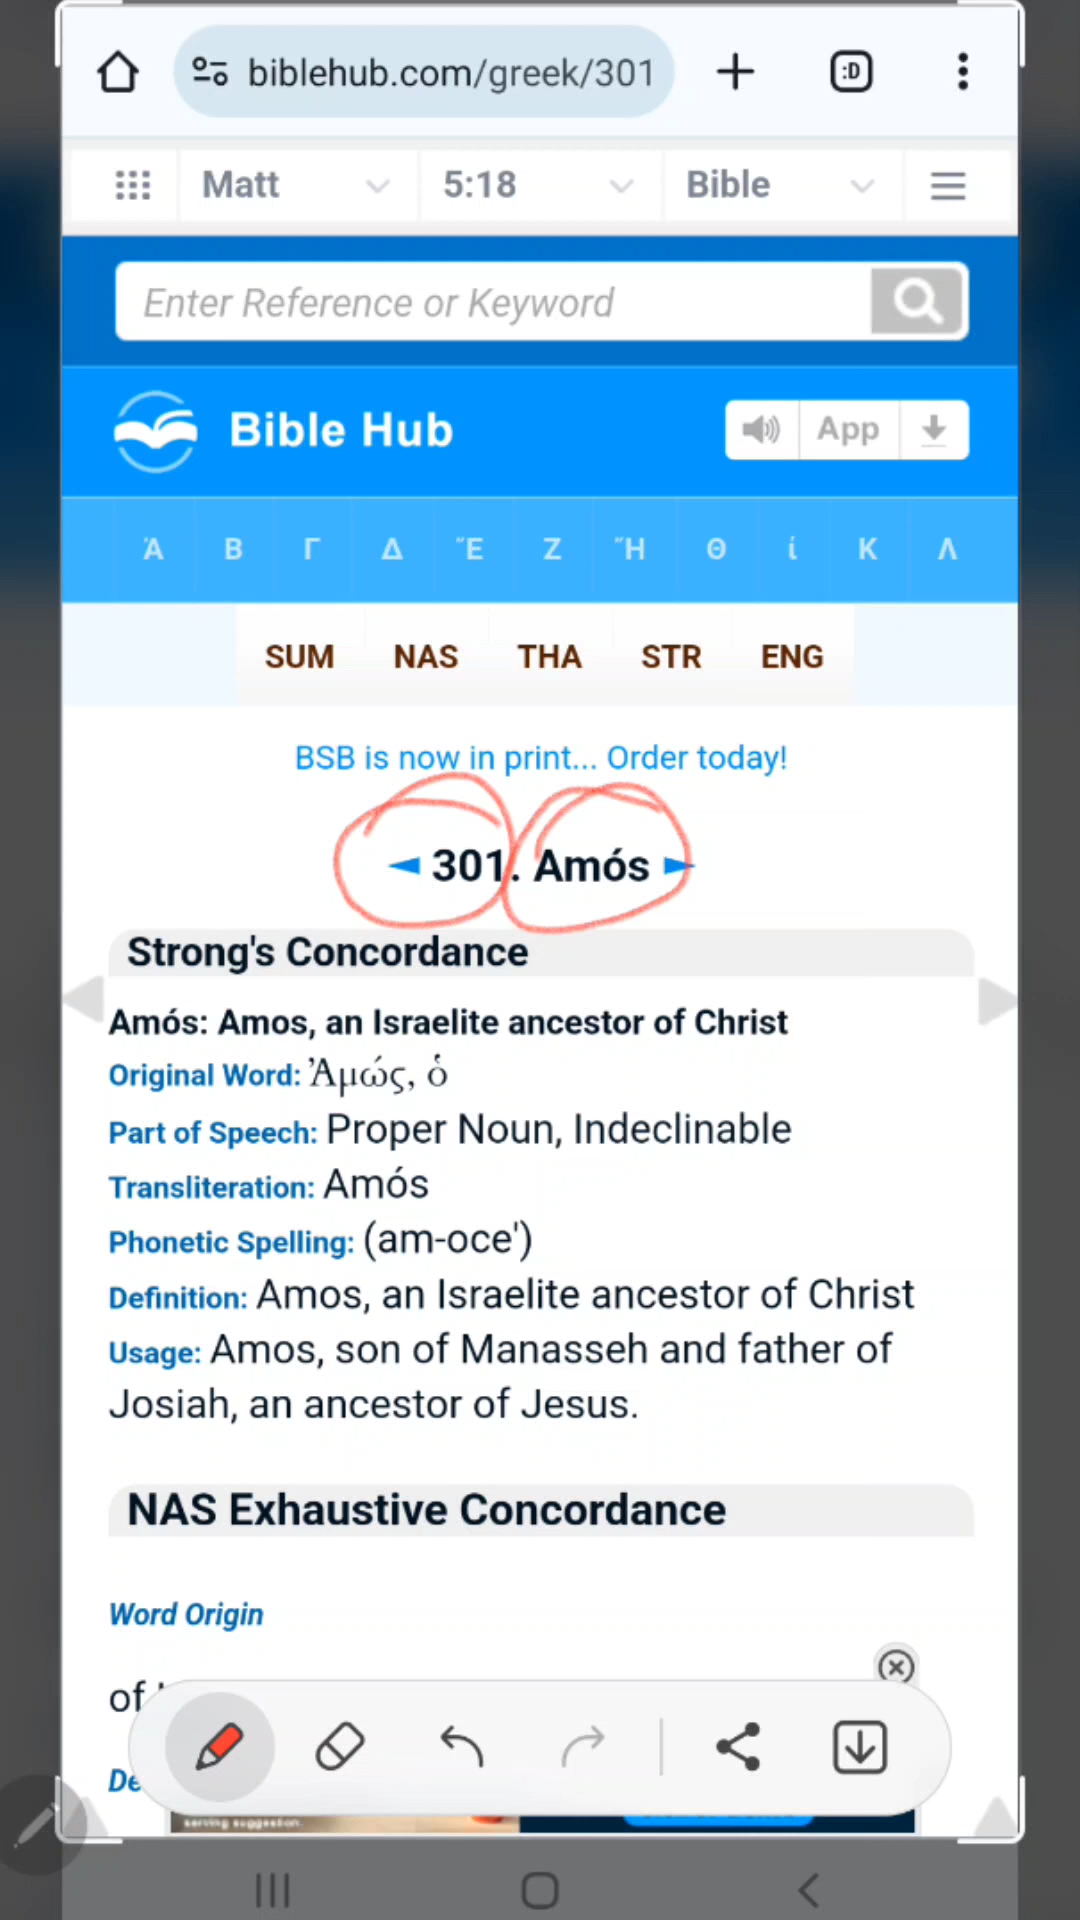 biblehub.com/greek/301
:D
Matt 5:18 Bible
Enter Reference or Keyword
Bible Hub App
Ἀ Β Γ Δ Ἐ Ζ Ἠ Θ ἰ Κ Λ
SUM NAS THA STR ENG
BSB is now in print... Order today!
◄ 301. Amós ►
Strong's Concordance
Amós: Amos, an Israelite ancestor of Christ
Original Word: Ἀμώς, ὁ
Part of Speech: Proper Noun, Indeclinable
Transliteration: Amós
Phonetic Spelling: (am-oce')
Definition: Amos, an Israelite ancestor of Christ
Usage: Amos, son of Manasseh and father of
Josiah, an ancestor of Jesus.
NAS Exhaustive Concordance
Word Origin
of
De
serving suggestion.